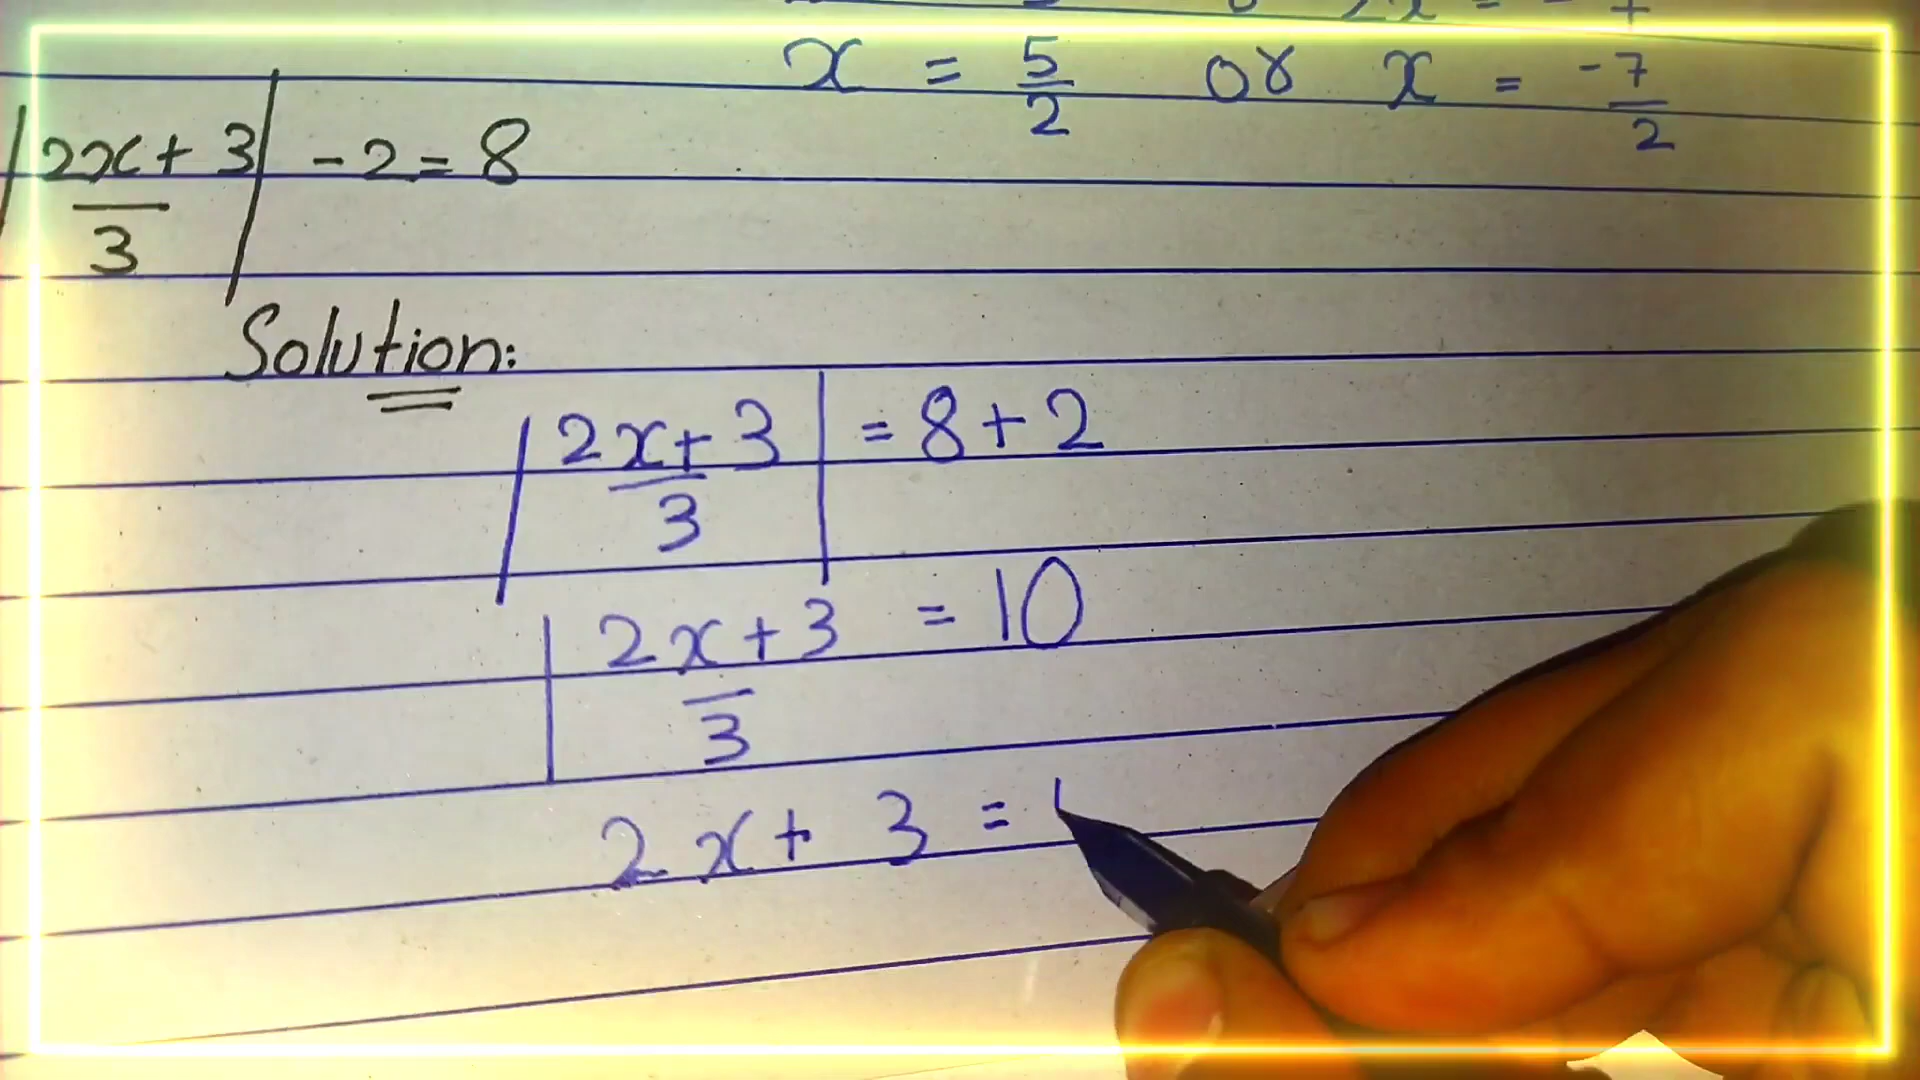 x = 5/2 or x = -7/2
|2x + 3/3| - 2 = 8
Solution:
|2x + 3/3| = 8 + 2
|2x + 3/3 = 10
2x + 3 =